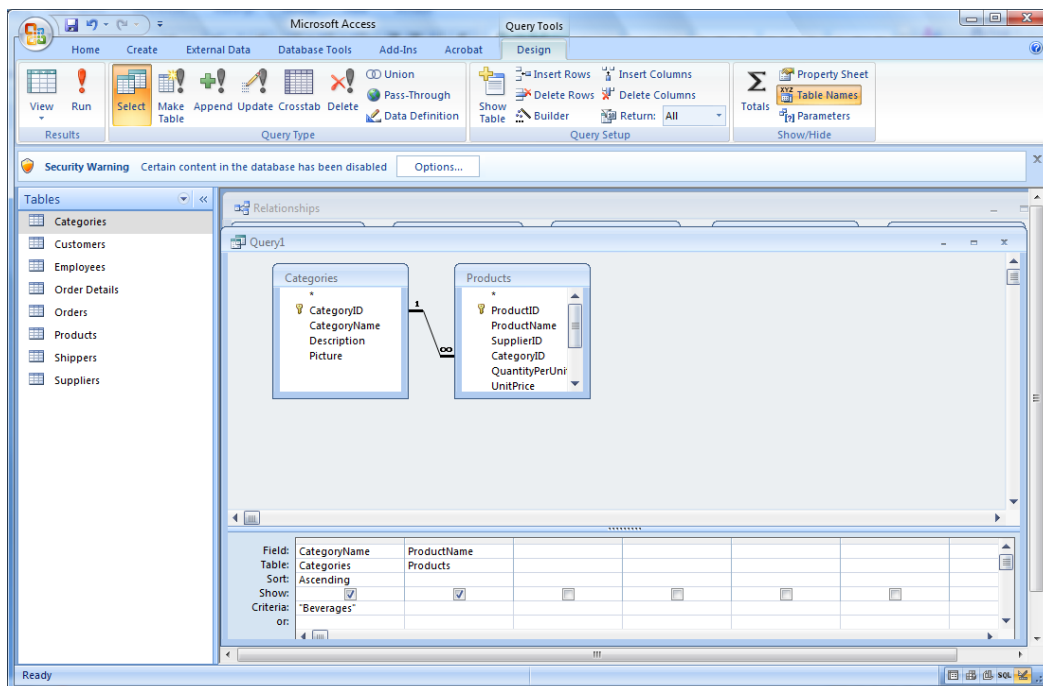 Microsoft Access
Query Tools
Home Create External Data Database Tools Add-Ins Acrobat Design
View
Run
Select
Make Table
Append
Update
Crosstab
Delete
Union
Pass-Through
Data Definition
Show Table
Insert Rows
Delete Rows
Builder
Insert Columns
Delete Columns
Return: All
Σ
Totals
Property Sheet
XYZ
Table Names
Parameters
Results Query Type Query Setup Show/Hide
Security Warning Certain content in the database has been disabled Options...
Tables
Categories
Customers
Employees
Order Details
Orders
Products
Shippers
Suppliers
Relationships
Query1
Categories
*
CategoryID
CategoryName
Description
Picture
1
∞
Products
*
ProductID
ProductName
SupplierID
CategoryID
QuantityPerUni
UnitPrice
Field: CategoryName ProductName
Table: Categories Products
Sort: Ascending
Show:
Criteria: "Beverages"
or:
Ready
SQL